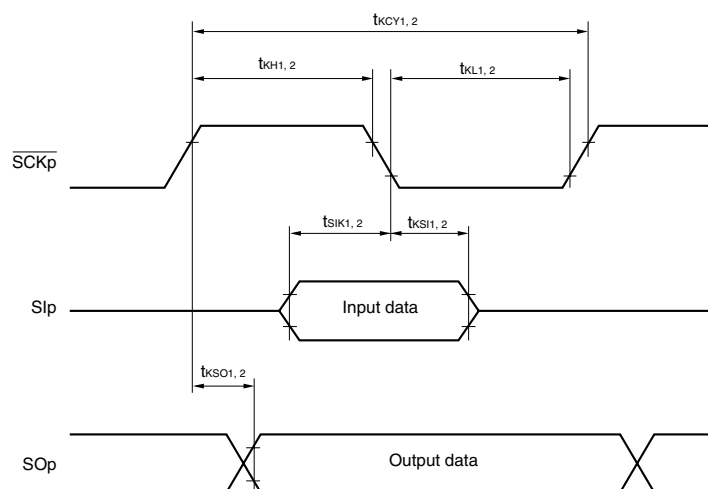 tKCY1, 2
tKH1, 2
tKL1, 2
SCKp
tSIK1, 2
tKSI1, 2
SIp
Input data
tKSO1, 2
SOp
Output data